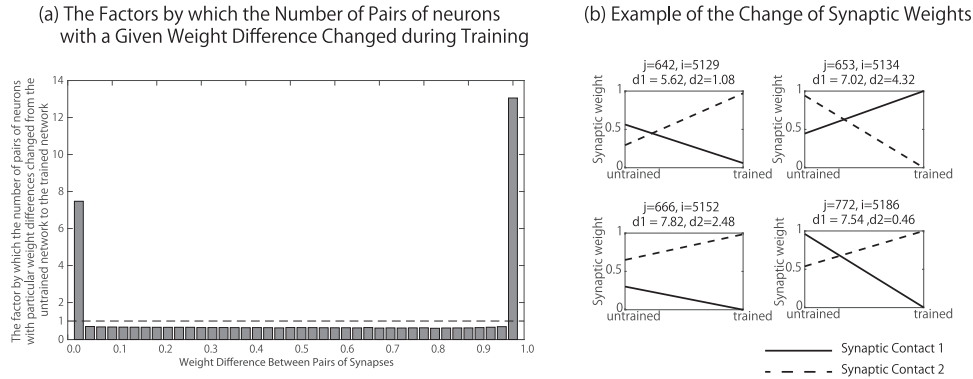 (a) The Factors by which the Number of Pairs of neurons
with a Given Weight Difference Changed during Training
The factor by which the number of pairs of neurons
with particular weight differences changed from the
untrained network to the trained network
14
12
10
8
6
4
2
1
0
0.0 0.1 0.2 0.3 0.4 0.5 0.6 0.7 0.8 0.9 1.0
Weight Difference Between Pairs of Synapses
(b) Example of the Change of Synaptic Weights
j=642, i=5129
d1 = 5.62, d2=1.08
Synaptic weight
1
0.5
0
untrained trained
j=653, i=5134
d1 = 7.02, d2=4.32
Synaptic weight
1
0.5
0
untrained trained
j=666, i=5152
d1 = 7.82, d2=2.48
Synaptic weight
1
0.5
0
untrained trained
j=772, i=5186
d1 = 7.54 ,d2=0.46
Synaptic weight
1
0.5
0
untrained trained
Synaptic Contact 1
Synaptic Contact 2